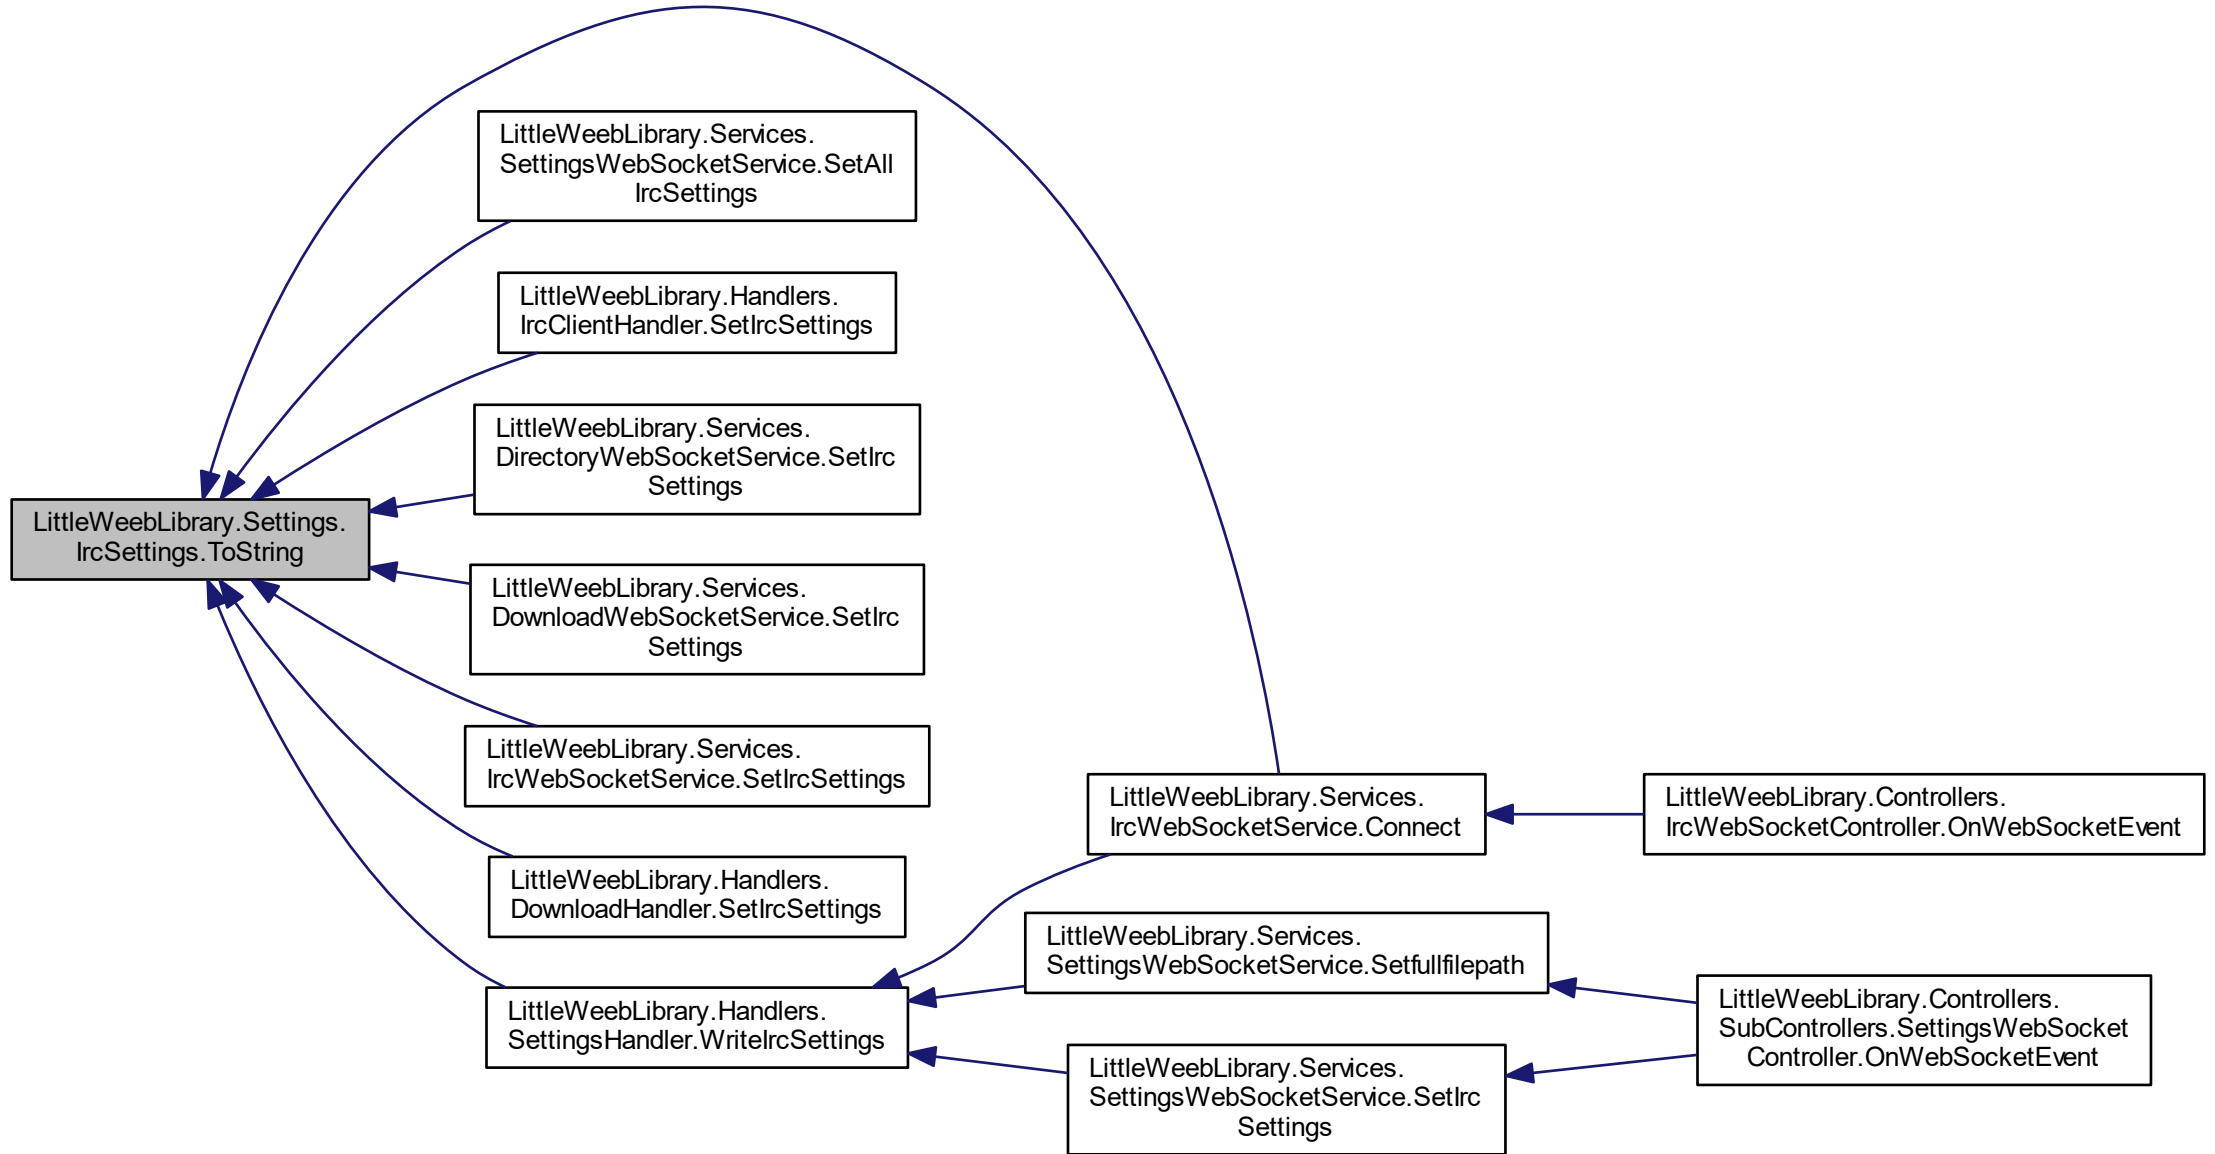 LittleWeebLibrary.Services.
SettingsWebSocketService.SetAll
IrcSettings
LittleWeebLibrary.Handlers.
IrcClientHandler.SetIrcSettings
LittleWeebLibrary.Services.
DirectoryWebSocketService.SetIrc
Settings
LittleWeebLibrary.Settings.
IrcSettings.ToString
LittleWeebLibrary.Services.
DownloadWebSocketService.SetIrc
Settings
LittleWeebLibrary.Services.
IrcWebSocketService.SetIrcSettings
LittleWeebLibrary.Services.
IrcWebSocketService.Connect
LittleWeebLibrary.Controllers.
IrcWebSocketController.OnWebSocketEvent
LittleWeebLibrary.Handlers.
DownloadHandler.SetIrcSettings
LittleWeebLibrary.Services.
SettingsWebSocketService.Setfullfilepath
LittleWeebLibrary.Handlers.
SettingsHandler.WriteIrcSettings
LittleWeebLibrary.Controllers.
SubControllers.SettingsWebSocket
Controller.OnWebSocketEvent
LittleWeebLibrary.Services.
SettingsWebSocketService.SetIrc
Settings